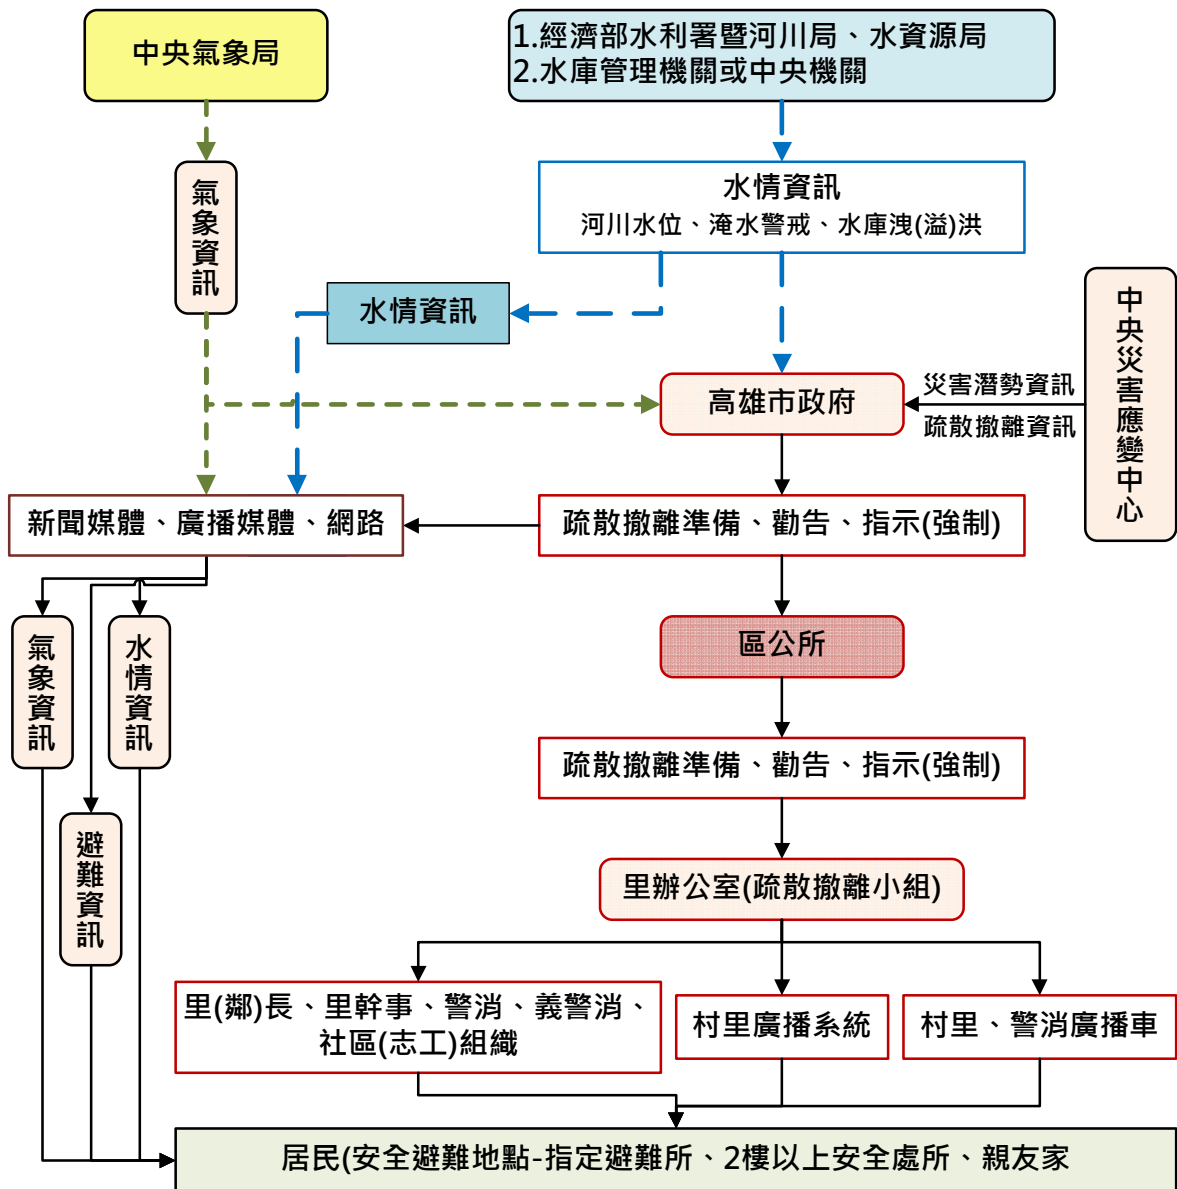 中央氣象局
1.經濟部水利署暨河川局、水資源局
2.水庫管理機關或中央機關
氣象資訊
水情資訊
河川水位、淹水警戒、水庫洩(溢)洪
水情資訊
中央災害應變中心
高雄市政府
災害潛勢資訊
疏散撤離資訊
新聞媒體、廣播媒體、網路
疏散撤離準備、勸告、指示(強制)
氣象資訊
水情資訊
區公所
疏散撤離準備、勸告、指示(強制)
避難資訊
里辦公室(疏散撤離小組)
里(鄰)長、里幹事、警消、義警消、
社區(志工)組織
村里廣播系統
村里、警消廣播車
居民(安全避難地點-指定避難所、2樓以上安全處所、親友家